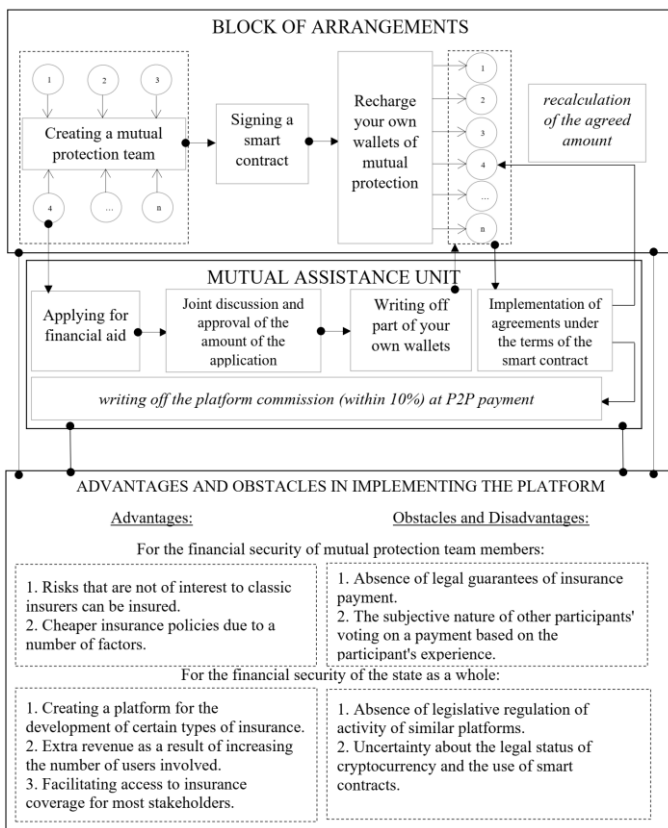 BLOCK OF ARRANGEMENTS
1
2
3
Creating a mutual
protection team
4
...
n
Signing a
smart
contract
Recharge
your own
wallets of
mutual
protection
1
2
3
4
...
n
recalculation
of the agreed
amount
MUTUAL ASSISTANCE UNIT
Applying for
financial aid
Joint discussion and
approval of the
amount of the
application
Writing off
part of your
own wallets
Implementation of
agreements under
the terms of the
smart contract
writing off the platform commission (within 10%) at P2P payment
ADVANTAGES AND OBSTACLES IN IMPLEMENTING THE PLATFORM
Advantages:
Obstacles and Disadvantages:
For the financial security of mutual protection team members:
1. Risks that are not of interest to classic
insurers can be insured.
2. Cheaper insurance policies due to a
number of factors.
1. Absence of legal guarantees of insurance
payment.
2. The subjective nature of other participants'
voting on a payment based on the
participant's experience.
For the financial security of the state as a whole:
1. Creating a platform for the
development of certain types of insurance.
2. Extra revenue as a result of increasing
the number of users involved.
3. Facilitating access to insurance
coverage for most stakeholders.
1. Absence of legislative regulation of
activity of similar platforms.
2. Uncertainty about the legal status of
cryptocurrency and the use of smart
contracts.